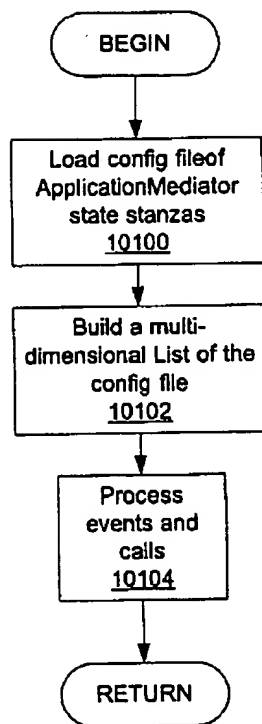 BEGIN
Load config fileof
ApplicationMediator
state stanzas
10100
Build a multi-
dimensional List of the
config file
10102
Process
events and
calls
10104
RETURN